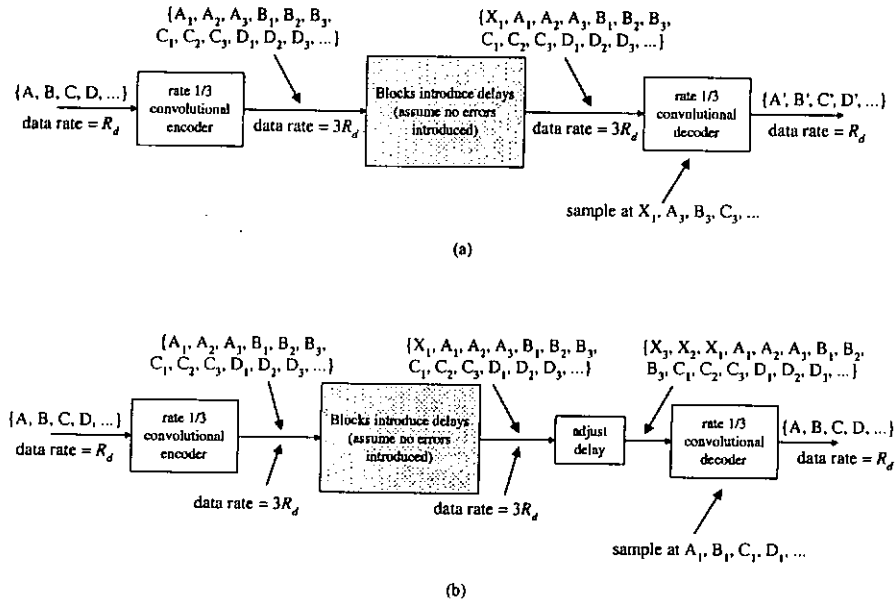 {A₁, A₂, A₃, B₁, B₂, B₃,
C₁, C₂, C₃, D₁, D₂, D₃, ...}
{X₁, A₁, A₂, A₃, B₁, B₂, B₃,
C₁, C₂, C₃, D₁, D₂, D₃, ...}
{A, B, C, D, ...}
data rate = R_d
rate 1/3
convolutional
encoder
data rate = 3R_d
Blocks introduce delays
(assume no errors
introduced)
data rate = 3R_d
rate 1/3
convolutional
decoder
{A', B', C', D', ...}
data rate = R_d
sample at X₁, A₃, B₃, C₃, ...
(a)
{A₁, A₂, A₃, B₁, B₂, B₃,
C₁, C₂, C₃, D₁, D₂, D₃, ...}
{X₁, A₁, A₂, A₃, B₁, B₂, B₃,
C₁, C₂, C₃, D₁, D₂, D₃, ...}
{X₃, X₂, X₁, A₁, A₂, A₃, B₁, B₂,
B₃, C₁, C₂, C₃, D₁, D₂, D₃, ...}
{A, B, C, D, ...}
data rate = R_d
rate 1/3
convolutional
encoder
data rate = 3R_d
Blocks introduce delays
(assume no errors
introduced)
data rate = 3R_d
adjust
delay
rate 1/3
convolutional
decoder
{A, B, C, D, ...}
data rate = R_d
sample at A₁, B₁, C₁, D₁, ...
(b)